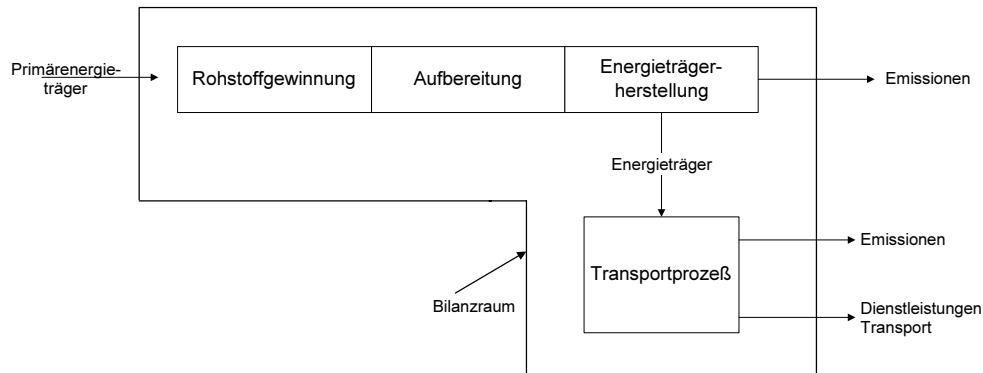 Primärenergie-
träger
Rohstoffgewinnung
Aufbereitung
Energieträger-
herstellung
Emissionen
Energieträger
Transportprozeß
Emissionen
Bilanzraum
Dienstleistungen
Transport